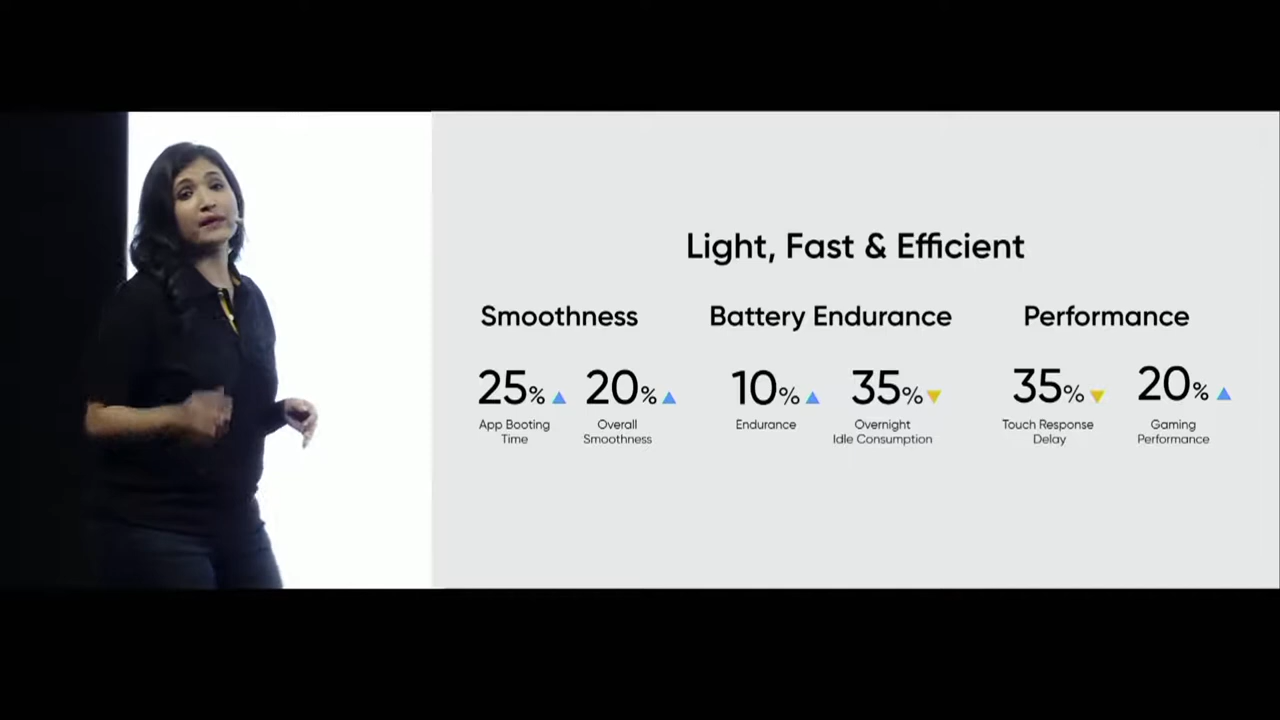 Light, Fast & Efficient
Smoothness
25% ▲
App Booting
Time
20% ▲
Overall
Smoothness
Battery Endurance
10% ▲
Endurance
35% ▼
Overnight
Idle Consumption
Performance
35% ▼
Touch Response
Delay
20% ▲
Gaming
Performance